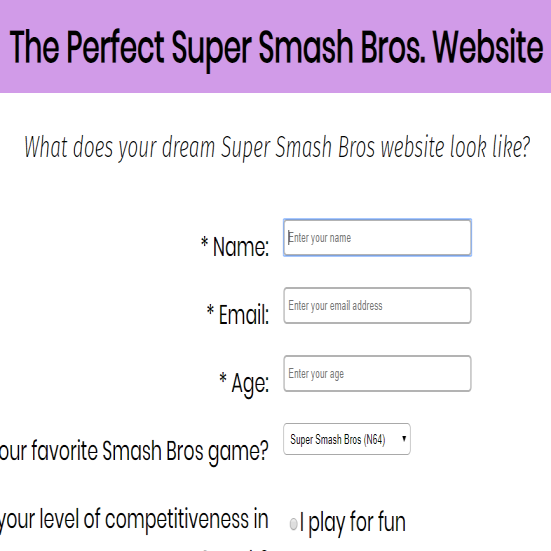 The Perfect Super Smash Bros. Website
What does your dream Super Smash Bros website look like?
* Name: Enter your name
* Email: Enter your email address
* Age: Enter your age
our favorite Smash Bros game? Super Smash Bros (N64)
your level of competitiveness in I play for fun